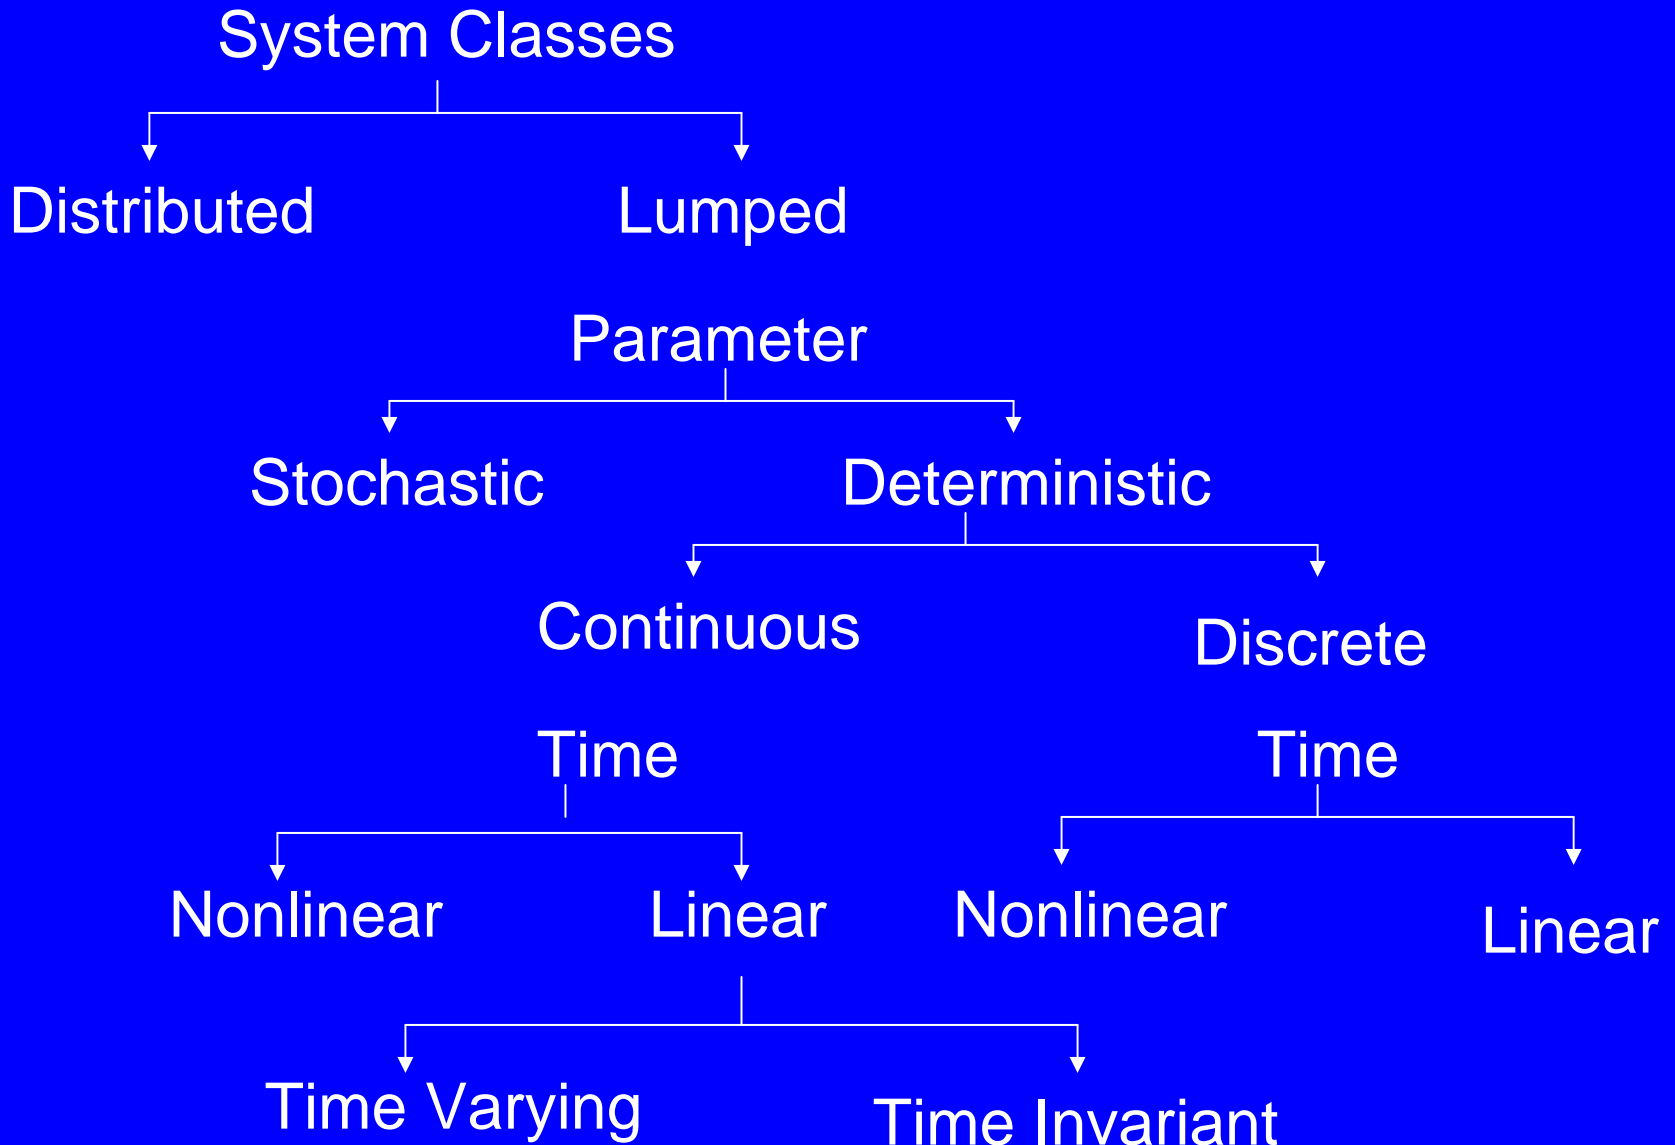 System Classes
Distributed Lumped
Parameter
Stochastic Deterministic
Continuous Discrete
Time Time
Nonlinear Linear Nonlinear Linear
Time Varying Time Invariant